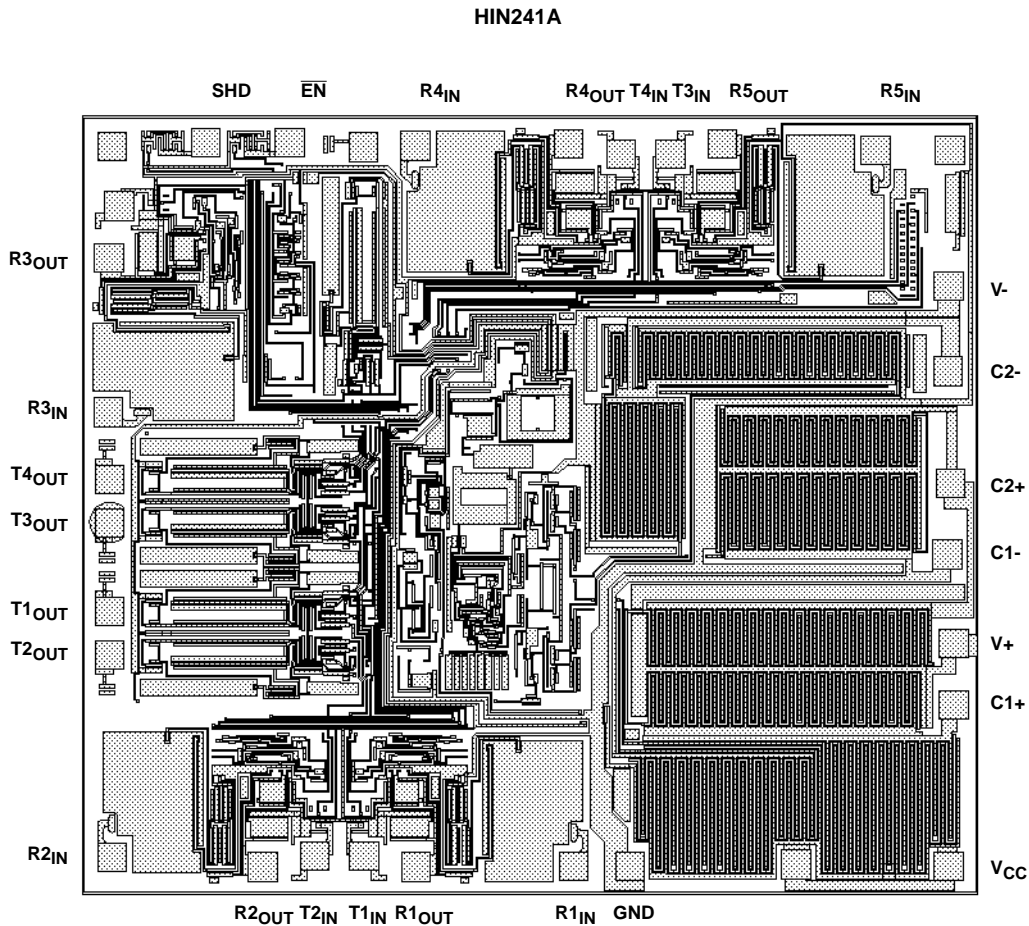 HIN241A
SHD E̅N̅ R4IN R4OUT T4IN T3IN R5OUT R5IN
R3OUT
V-
C2-
R3IN
T4OUT
C2+
T3OUT
C1-
T1OUT
V+
T2OUT
C1+
R2IN
VCC
R2OUT T2IN T1IN R1OUT R1IN GND